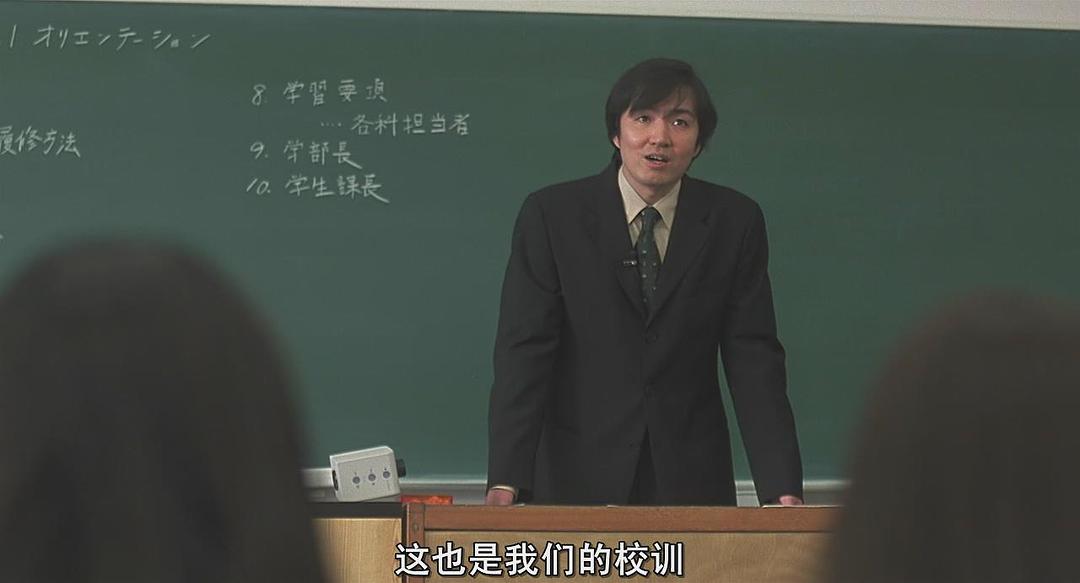 .1 オリエンテーション
履修方法
8. 学習要項
.... 各科担当者
9. 学部長
10. 学生課長
这也是我们的校训